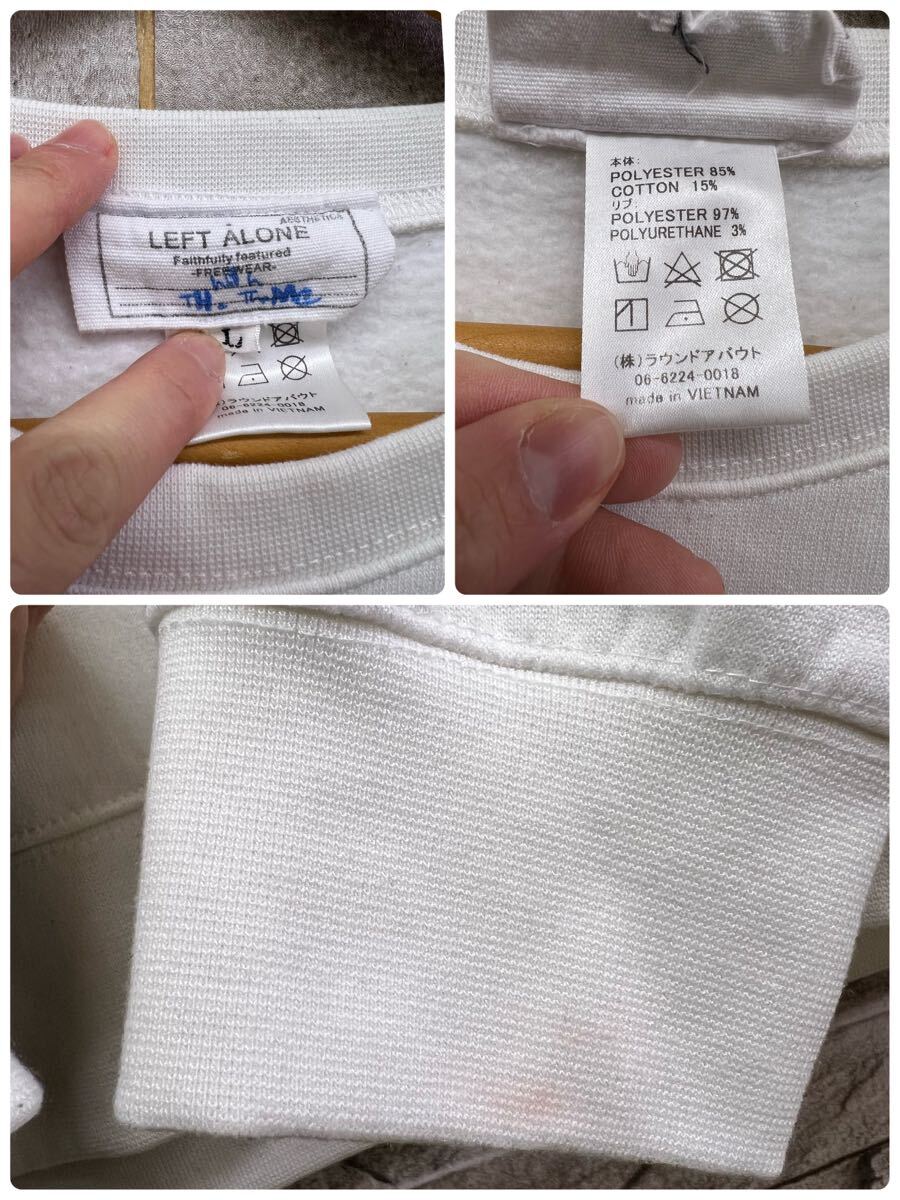 AESTHETICS
LEFT ALONE
Faithfully featured
-FREEWEAR-
L
(株)ラウンドアバウト
06-6224-0018
made in VIETNAM
本体:
POLYESTER 85%
COTTON 15%
リブ:
POLYESTER 97%
POLYURETHANE 3%
(株)ラウンドアバウト
06-6224-0018
made in VIETNAM